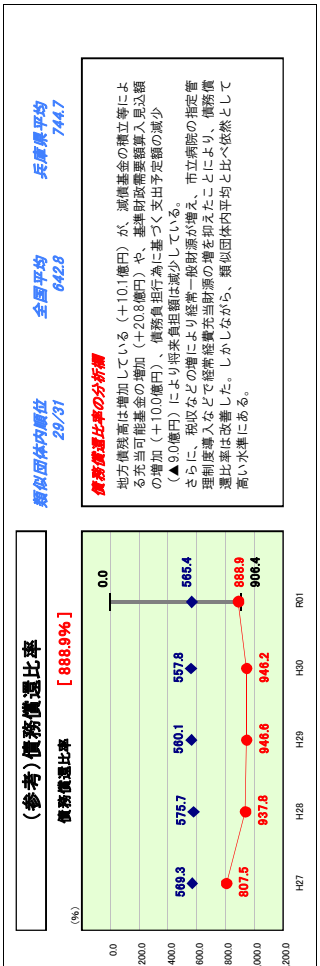 (参考)債務償還比率
債務償還比率 [ 888.9% ]
類似団体内順位
29/31
全国平均
642.8
兵庫県平均
744.7
(%)
0.0
200.0
400.0
600.0
800.0
1,000.0
1,200.0
569.3
575.7
560.1
557.8
565.4
807.5
937.8
946.6
946.2
888.9
0.0
906.4
H27
H28
H29
H30
R01
債務償還比率の分析欄
地方債残高は増加している(+10.1億円)が、減債基金の積立等によ
る充当可能基金の増加(+20.8億円)や、基準財政需要額算入見込額
の増加(+10.0億円)、債務負担行為に基づく支出予定額の減少
(▲9.0億円)により将来負担額は減少している。
さらに、税収などの増により経常一般財源が増え、市立病院の指定管
理制度導入などで経常経費充当財源の増を抑えたことにより、債務償
還比率は改善した。しかしながら、類似団体内平均と比べ依然として
高い水準にある。